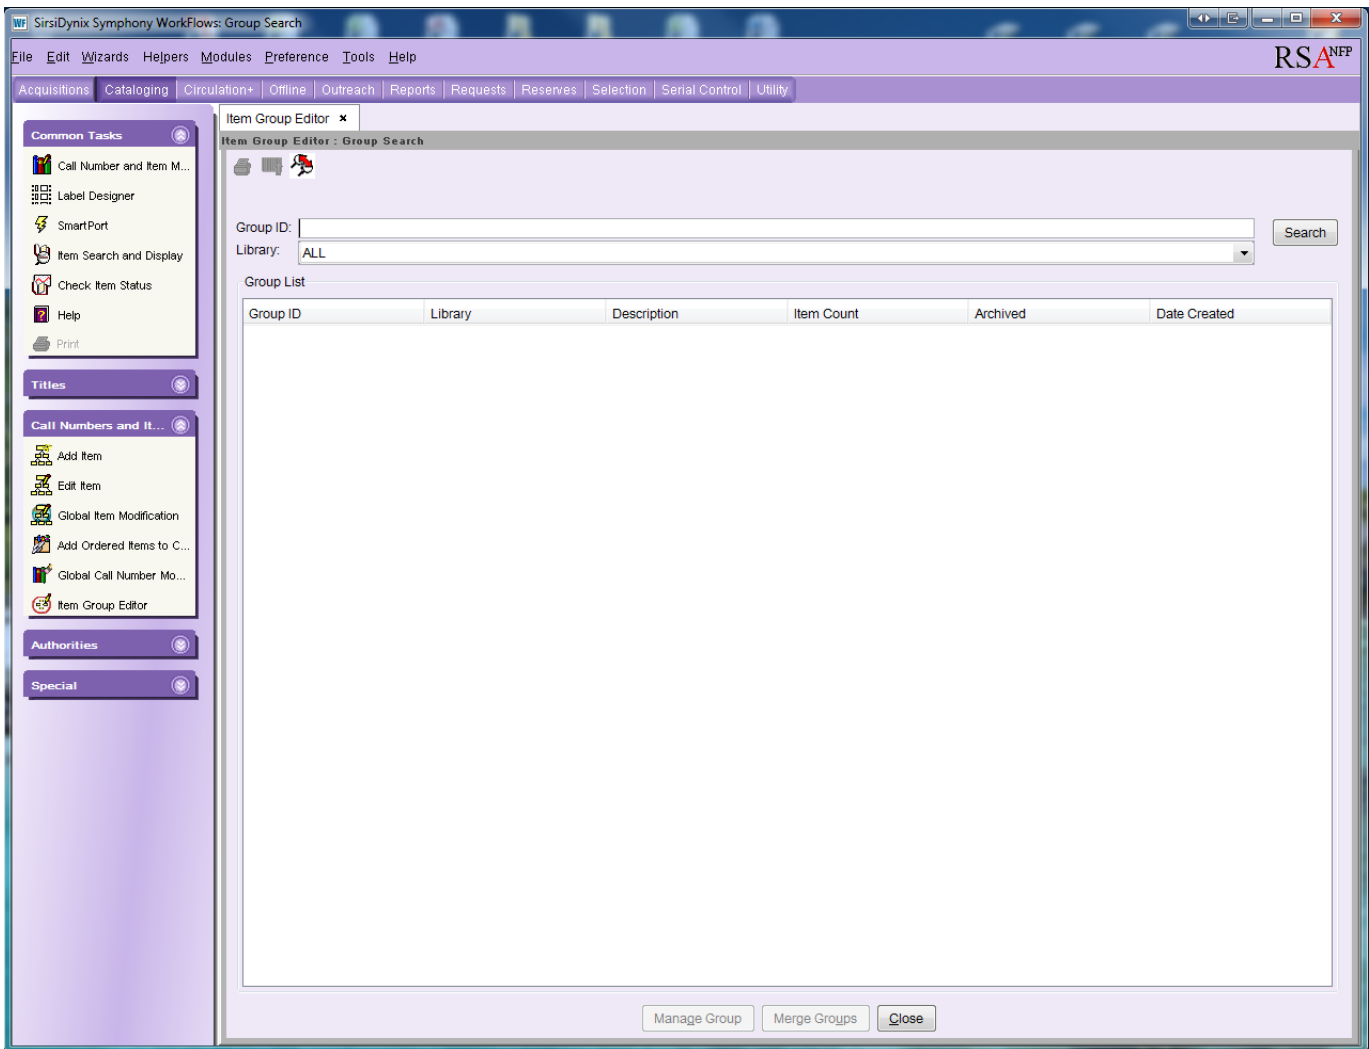 WF SirsiDynix Symphony WorkFlows: Group Search
File Edit Wizards Helpers Modules Preference Tools Help
RSANFP
Acquisitions Cataloging Circulation+ Offline Outreach Reports Requests Reserves Selection Serial Control Utility
Item Group Editor
Item Group Editor : Group Search
Common Tasks
Call Number and Item M...
Label Designer
SmartPort
Item Search and Display
Check Item Status
Help
Print
Titles
Call Numbers and It...
Add Item
Edit Item
Global Item Modification
Add Ordered Items to C...
Global Call Number Mo...
Item Group Editor
Authorities
Special
Group ID:
Search
Library: ALL
Group List
Group ID Library Description Item Count Archived Date Created
Manage Group Merge Groups Close